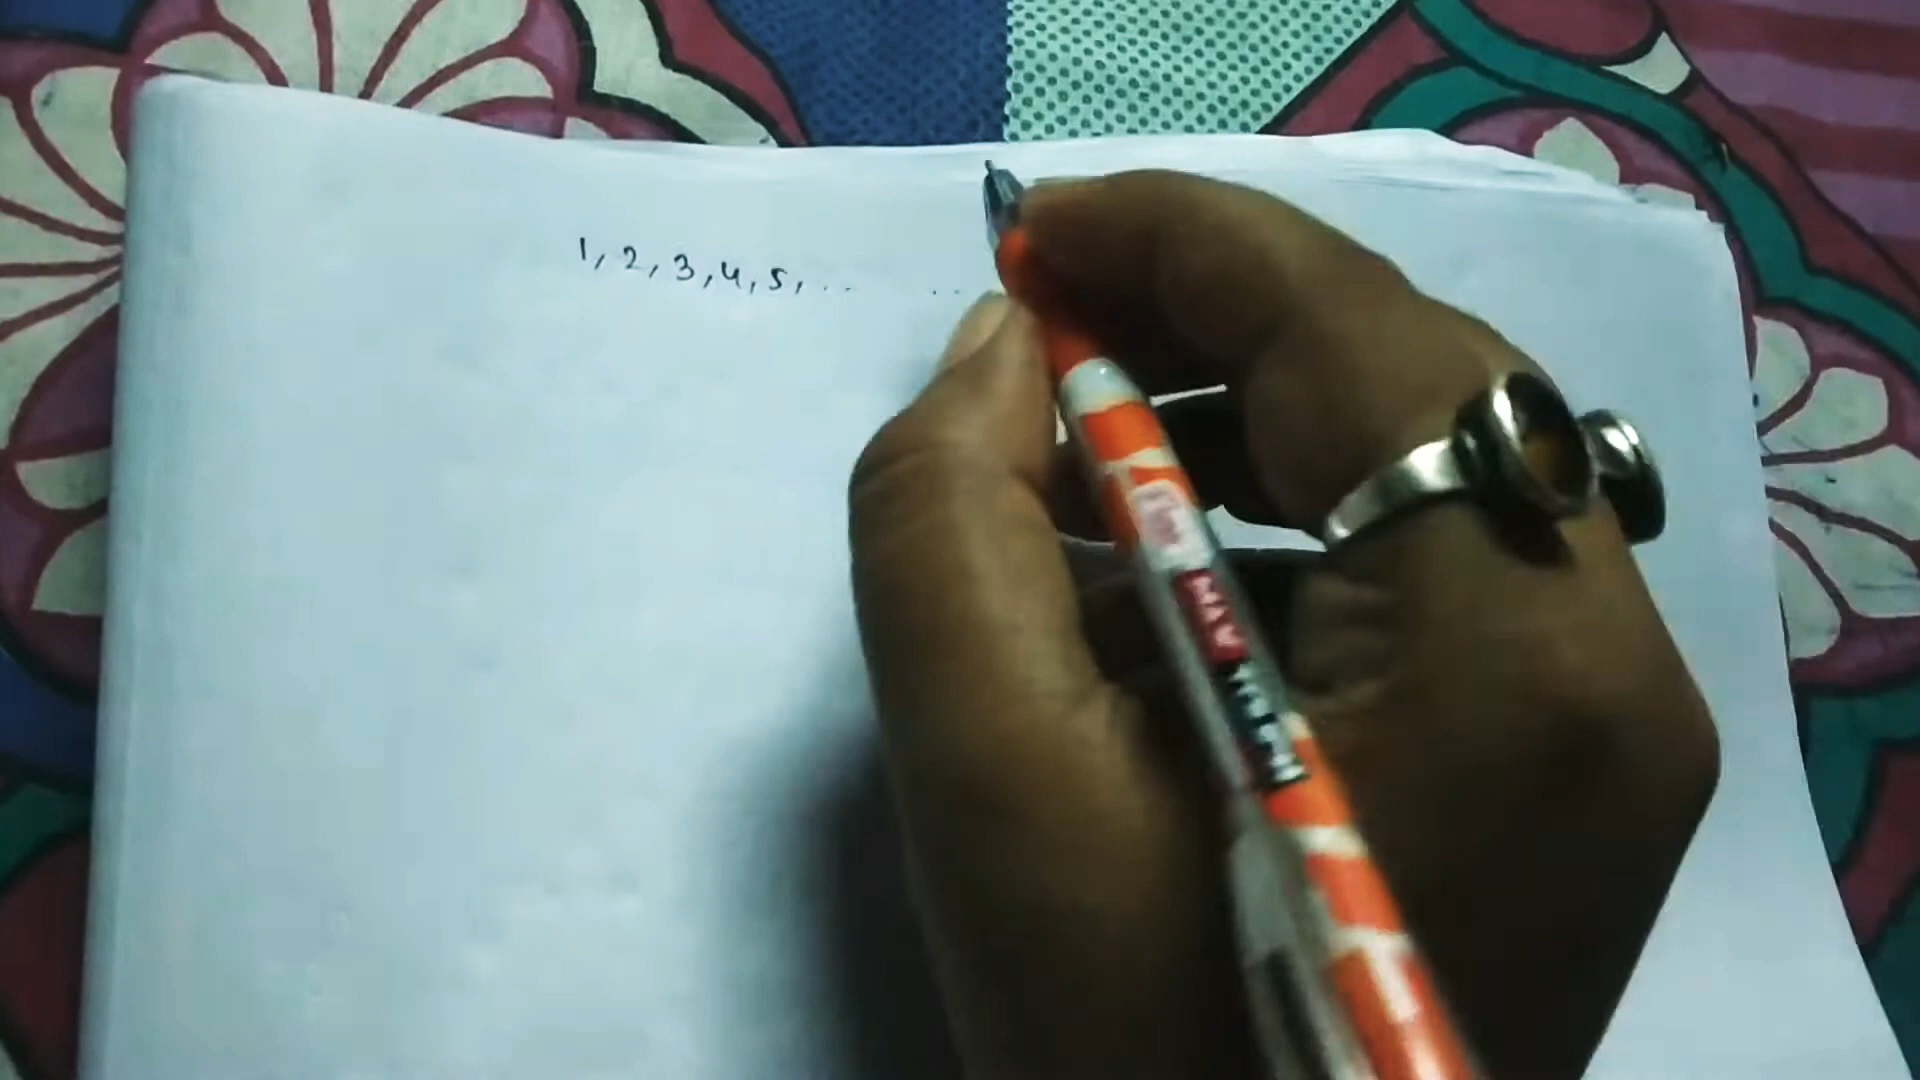 1, 2, 3, 4, 5, .. ..